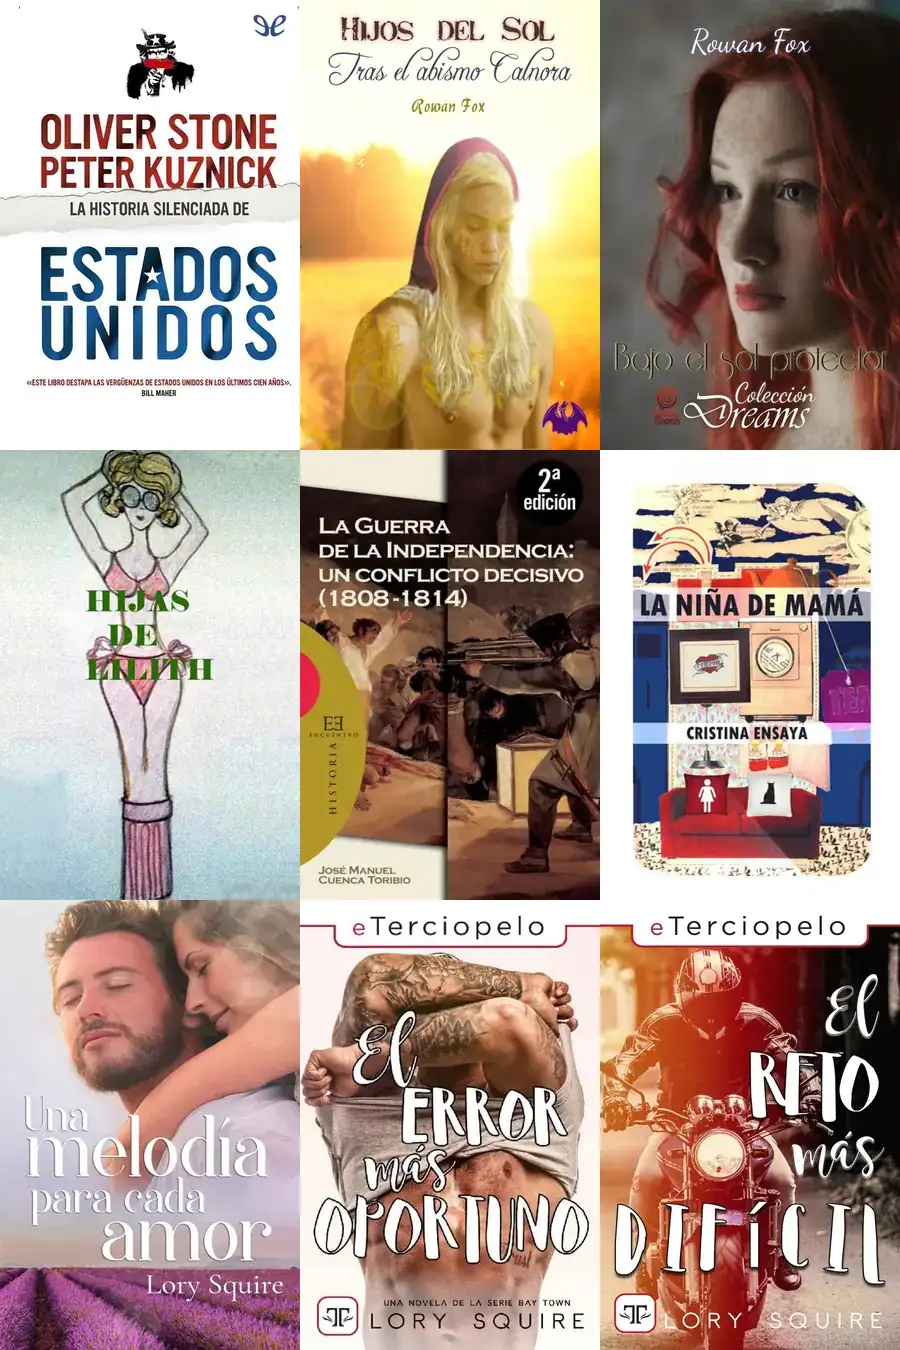 OLIVER STONE
PETER KUZNICK
LA HISTORIA SILENCIADA DE
ESTADOS
UNIDOS
«ESTE LIBRO DESTAPA LAS VERGÜENZAS DE ESTADOS UNIDOS EN LOS ÚLTIMOS CIEN AÑOS».
BILL MAHER
HIJOS DEL SOL
Tras el abismo Calnora
Rowan Fox
Rowan Fox
Bajo el sol protector
Colección
Dreams
HIJAS
DE
LILITH
2ª
edición
LA GUERRA
DE LA INDEPENDENCIA:
UN CONFLICTO DECISIVO
(1808-1814)
ENCUENTRO
HISTORIA
JOSÉ MANUEL
CUENCA TORIBIO
LA NIÑA DE MAMÁ
CRISTINA ENSAYA
Una
melodía
para cada
amor
Lory Squire
eTerciopelo
El
ERROR
más
OPORTUNO
UNA NOVELA DE LA SERIE BAY TOWN
LORY SQUIRE
eTerciopelo
El
RETO
más
DIFÍCIL
LORY SQUIRE